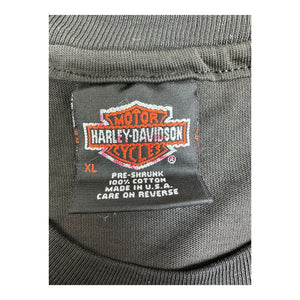 MOTOR
HARLEY-DAVIDSON
CYCLES
®
XL
PRE-SHRUNK
100% COTTON
MADE IN U.S.A.
CARE ON REVERSE